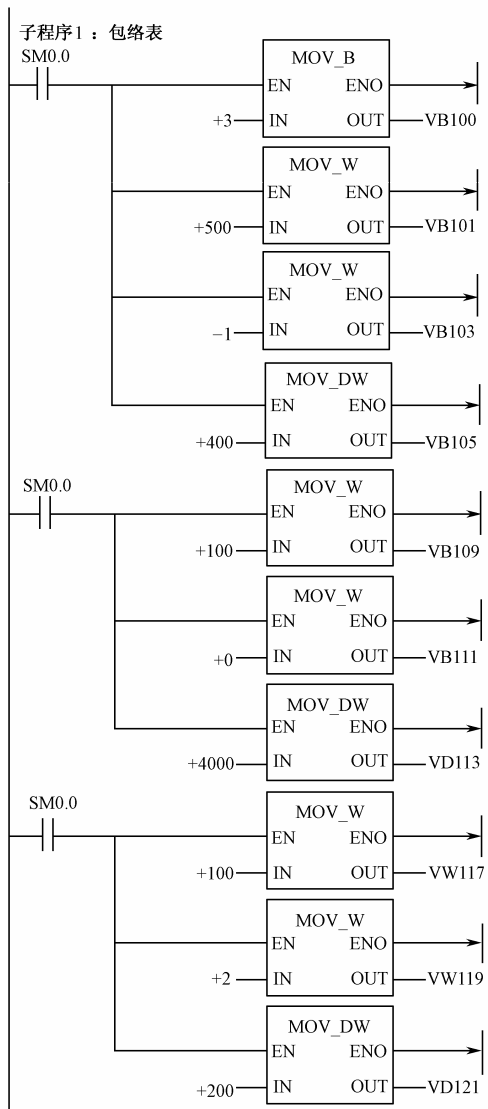 子程序1：包络表
SM0.0
MOV_B
EN ENO
+3 IN OUT VB100
MOV_W
EN ENO
+500 IN OUT VB101
MOV_W
EN ENO
−1 IN OUT VB103
MOV_DW
EN ENO
+400 IN OUT VB105
SM0.0
MOV_W
EN ENO
+100 IN OUT VB109
MOV_W
EN ENO
+0 IN OUT VB111
MOV_DW
EN ENO
+4000 IN OUT VD113
SM0.0
MOV_W
EN ENO
+100 IN OUT VW117
MOV_W
EN ENO
+2 IN OUT VW119
MOV_DW
EN ENO
+200 IN OUT VD121